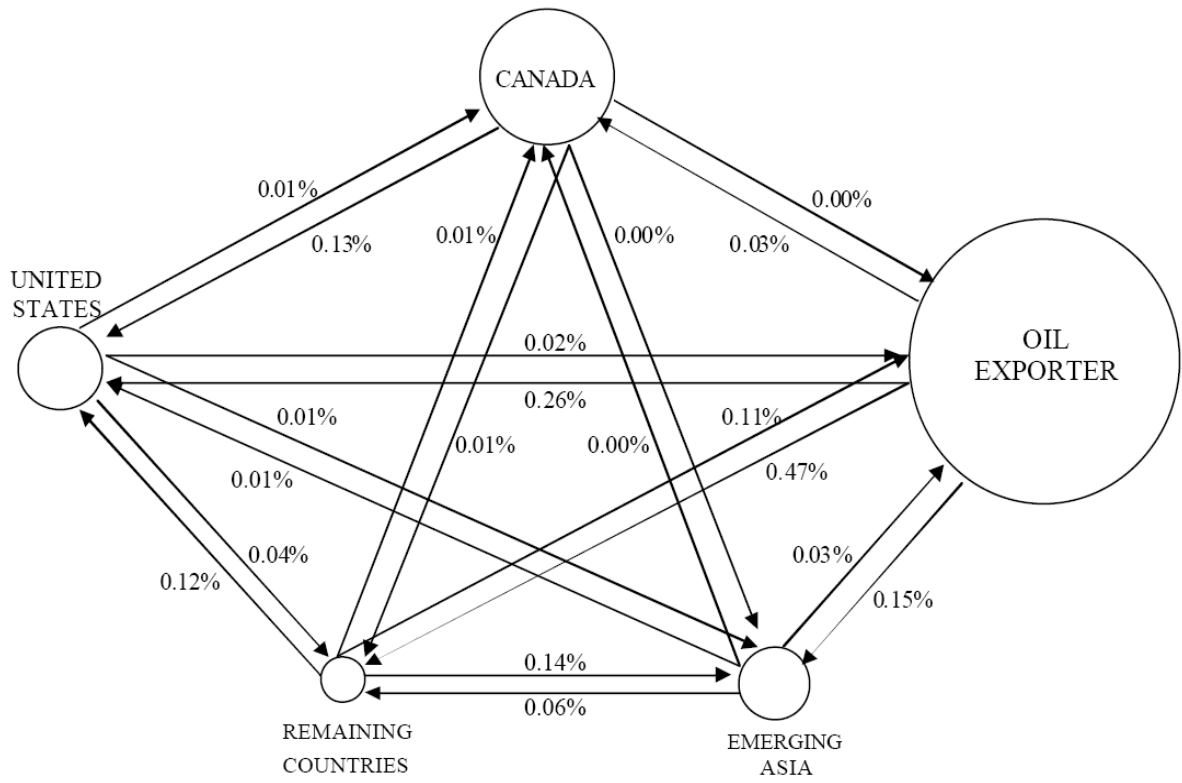 CANADA
0.01%
0.00%
0.13%
0.01%
0.00%
0.03%
UNITED
STATES
0.02%
OIL
EXPORTER
0.26%
0.01%
0.11%
0.01%
0.01%
0.00%
0.47%
0.04%
0.12%
0.03%
0.15%
0.14%
0.06%
REMAINING
COUNTRIES
EMERGING
ASIA